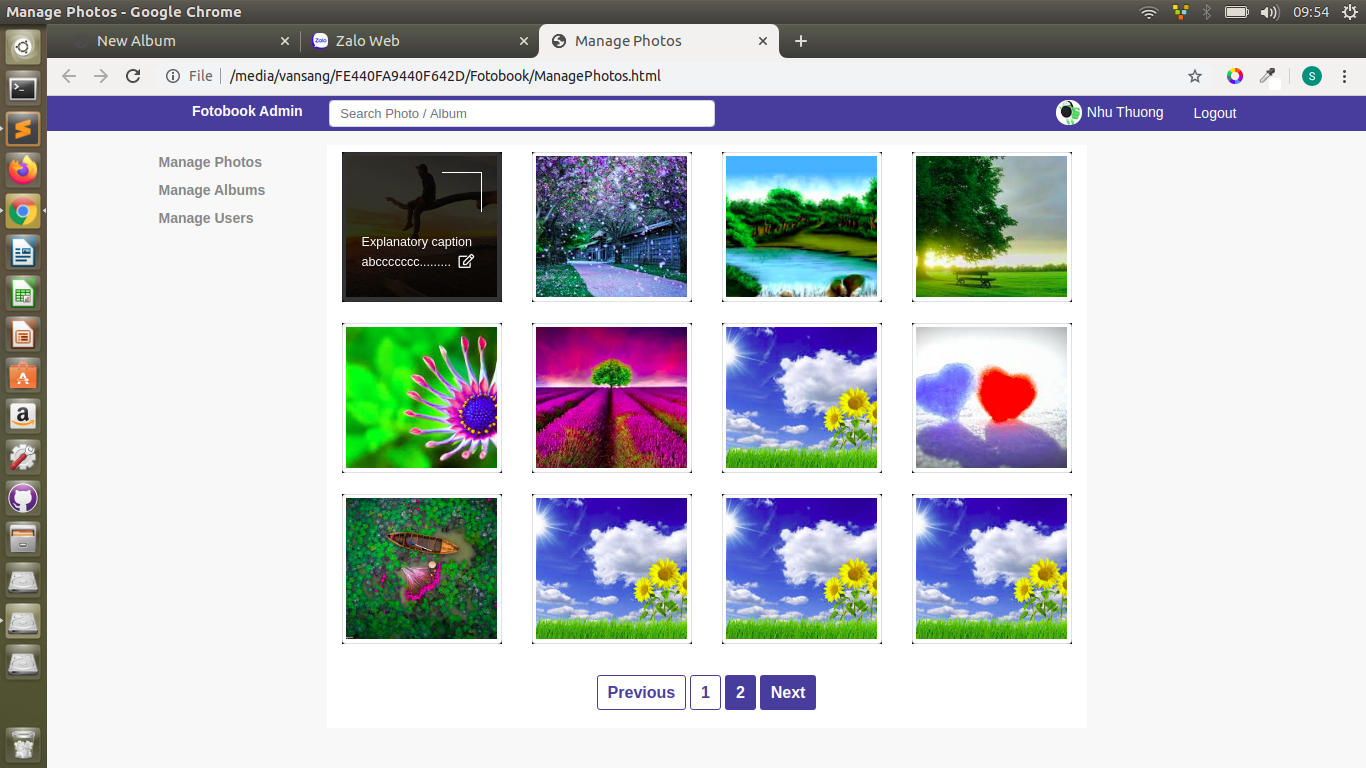 Manage Photos - Google Chrome
09:54
New Album
Zalo Web
Manage Photos
File
/media/vansang/FE440FA9440F642D/Fotobook/ManagePhotos.html
S
Fotobook Admin
Search Photo / Album
Nhu Thuong
Logout
Manage Photos
Manage Albums
Manage Users
Explanatory caption
abccccccc.........
Previous
1
2
Next